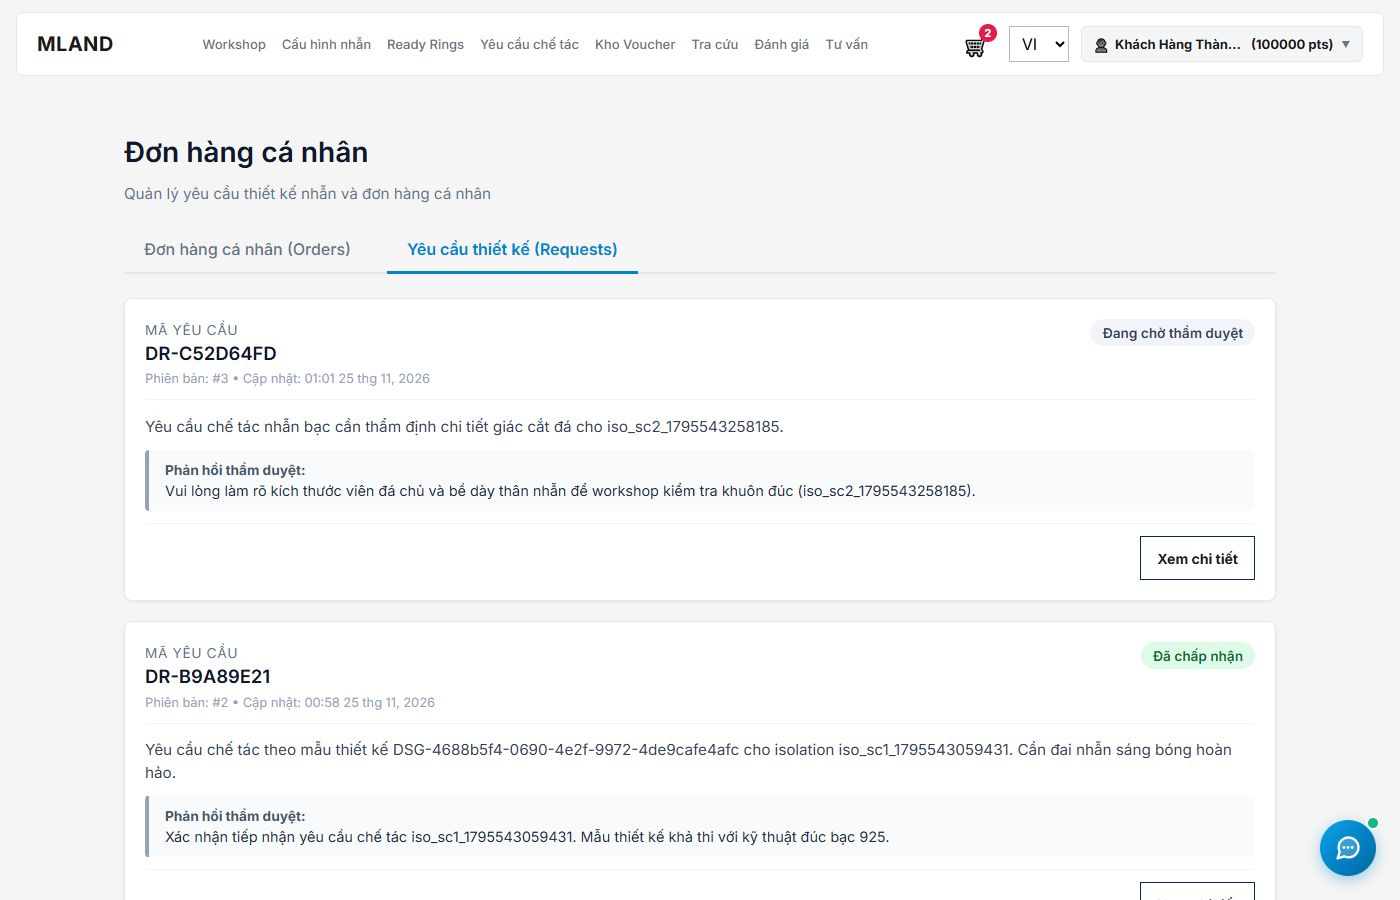 MLAND
Workshop
Cấu hình nhẫn
Ready Rings
Yêu cầu chế tác
Kho Voucher
Tra cứu
Đánh giá
Tư vấn
2
VI
Khách Hàng Thàn... (100000 pts)
Đơn hàng cá nhân
Quản lý yêu cầu thiết kế nhẫn và đơn hàng cá nhân
Đơn hàng cá nhân (Orders)
Yêu cầu thiết kế (Requests)
MÃ YÊU CẦU
Đang chờ thẩm duyệt
DR-C52D64FD
Phiên bản: #3 • Cập nhật: 01:01 25 thg 11, 2026
Yêu cầu chế tác nhẫn bạc cần thẩm định chi tiết giác cắt đá cho iso_sc2_1795543258185.
Phản hồi thẩm duyệt:
Vui lòng làm rõ kích thước viên đá chủ và bề dày thân nhẫn để workshop kiểm tra khuôn đúc (iso_sc2_1795543258185).
Xem chi tiết
MÃ YÊU CẦU
Đã chấp nhận
DR-B9A89E21
Phiên bản: #2 • Cập nhật: 00:58 25 thg 11, 2026
Yêu cầu chế tác theo mẫu thiết kế DSG-4688b5f4-0690-4e2f-9972-4de9cafe4afc cho isolation iso_sc1_1795543059431. Cần đai nhẫn sáng bóng hoàn
hảo.
Phản hồi thẩm duyệt:
Xác nhận tiếp nhận yêu cầu chế tác iso_sc1_1795543059431. Mẫu thiết kế khả thi với kỹ thuật đúc bạc 925.